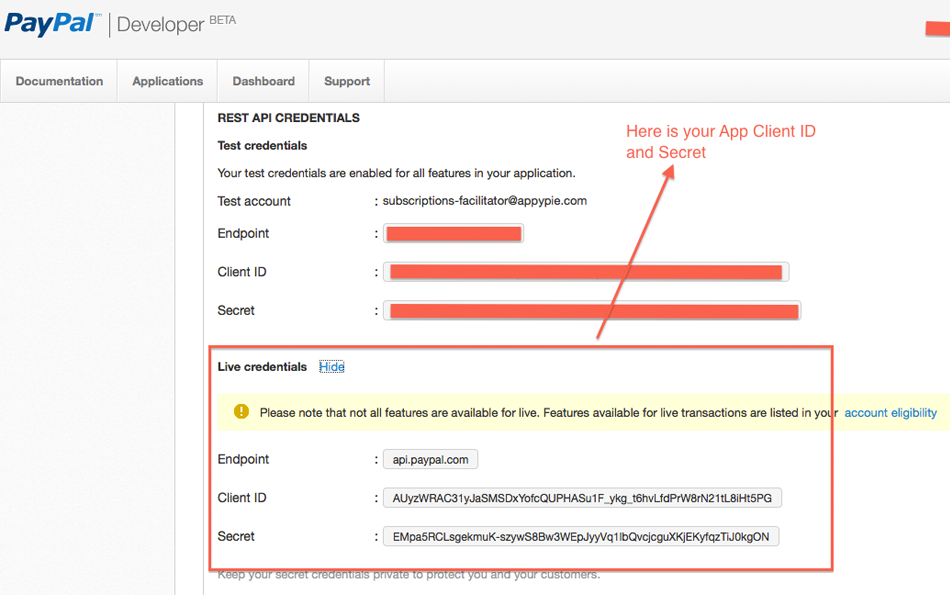 PayPal™ | Developer BETA
Documentation
Applications
Dashboard
Support
REST API CREDENTIALS
Here is your App Client ID
and Secret
Test credentials
Your test credentials are enabled for all features in your application.
Test account : subscriptions-facilitator@appypie.com
Endpoint :
Client ID :
Secret :
Live credentials Hide
Please note that not all features are available for live. Features available for live transactions are listed in your account eligibility
Endpoint : api.paypal.com
Client ID : AUyzWRAC31yJaSMSDxYofcQUPHASu1F_ykg_t6hvLfdPrW8rN21tL8iHt5PG
Secret : EMpa5RCLsgekmuK-szywS8Bw3WEpJyyVq1lbQvcjcguXKjEKyfqzTiJ0kgON
Keep your secret credentials private to protect you and your customers.